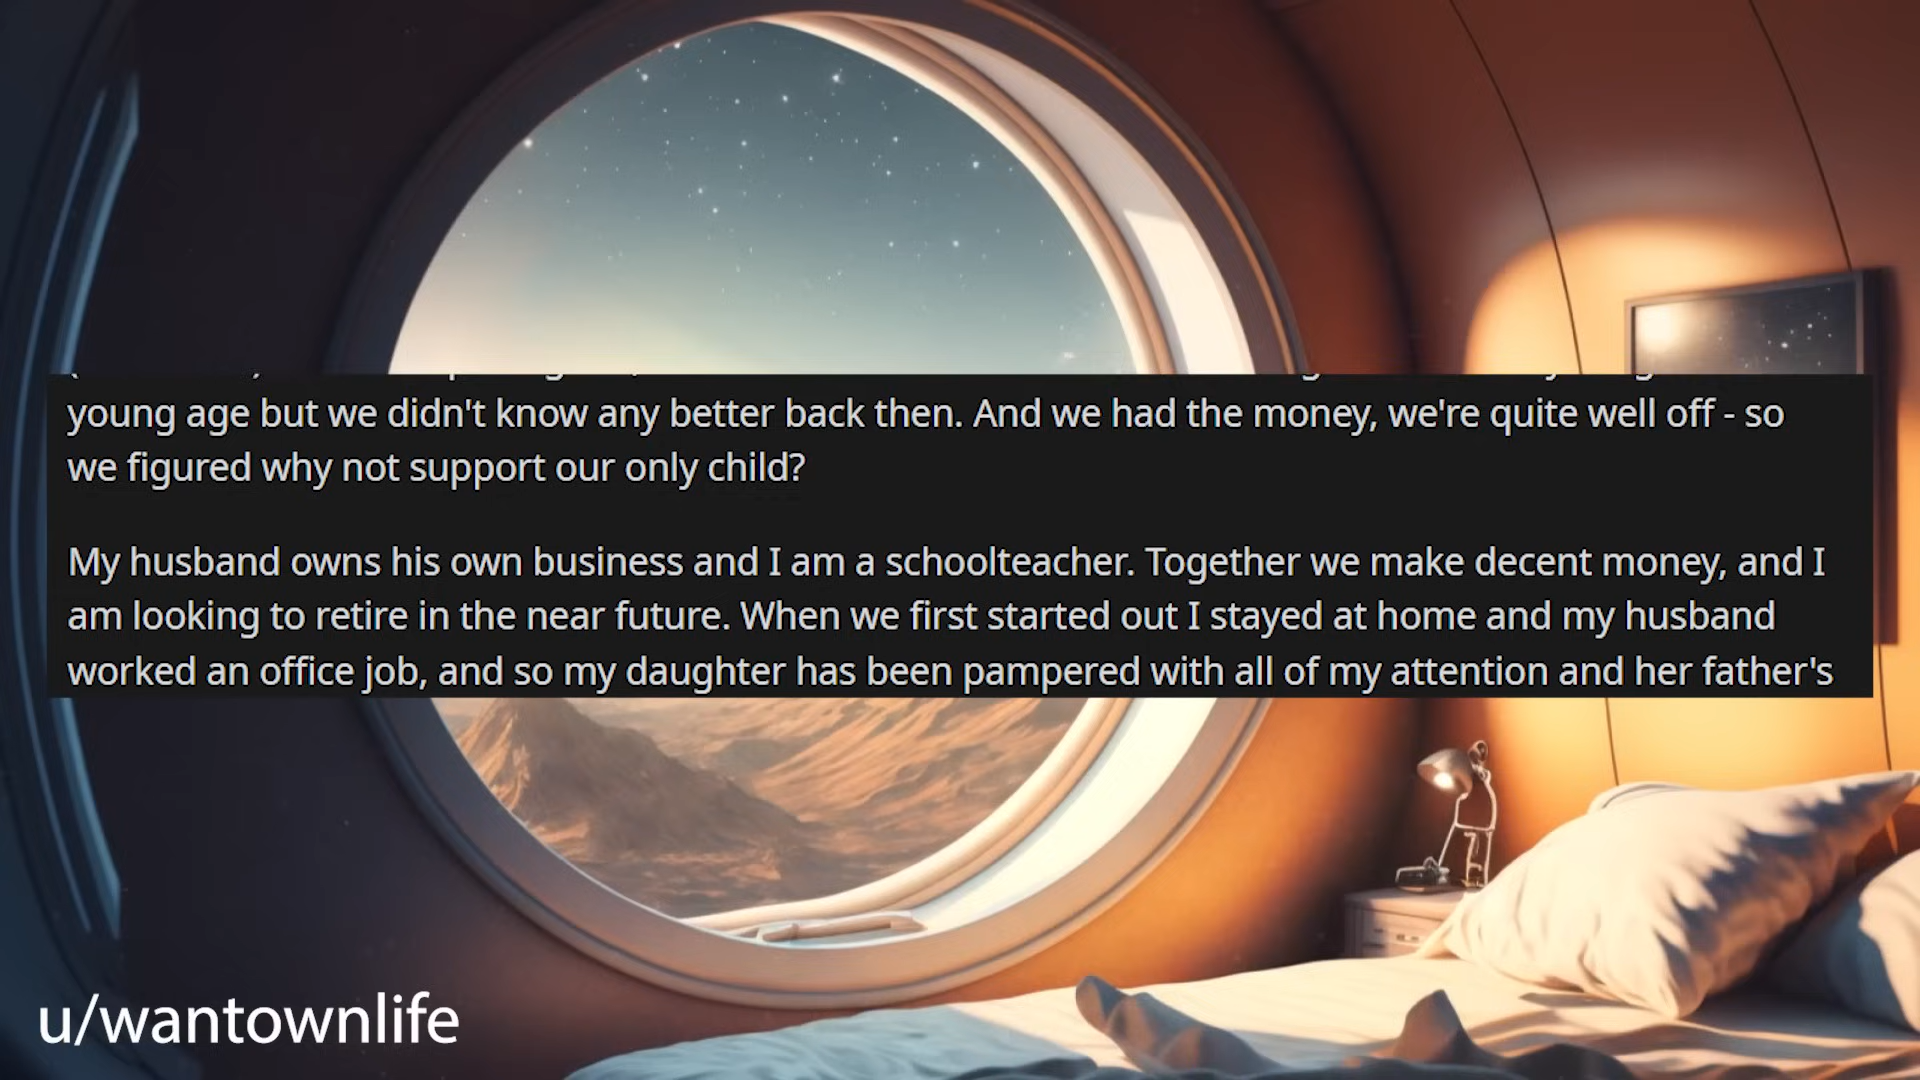 young age but we didn't know any better back then. And we had the money, we're quite well off - so
we figured why not support our only child?
My husband owns his own business and I am a schoolteacher. Together we make decent money, and I
am looking to retire in the near future. When we first started out I stayed at home and my husband
worked an office job, and so my daughter has been pampered with all of my attention and her father's
u/wantownlife